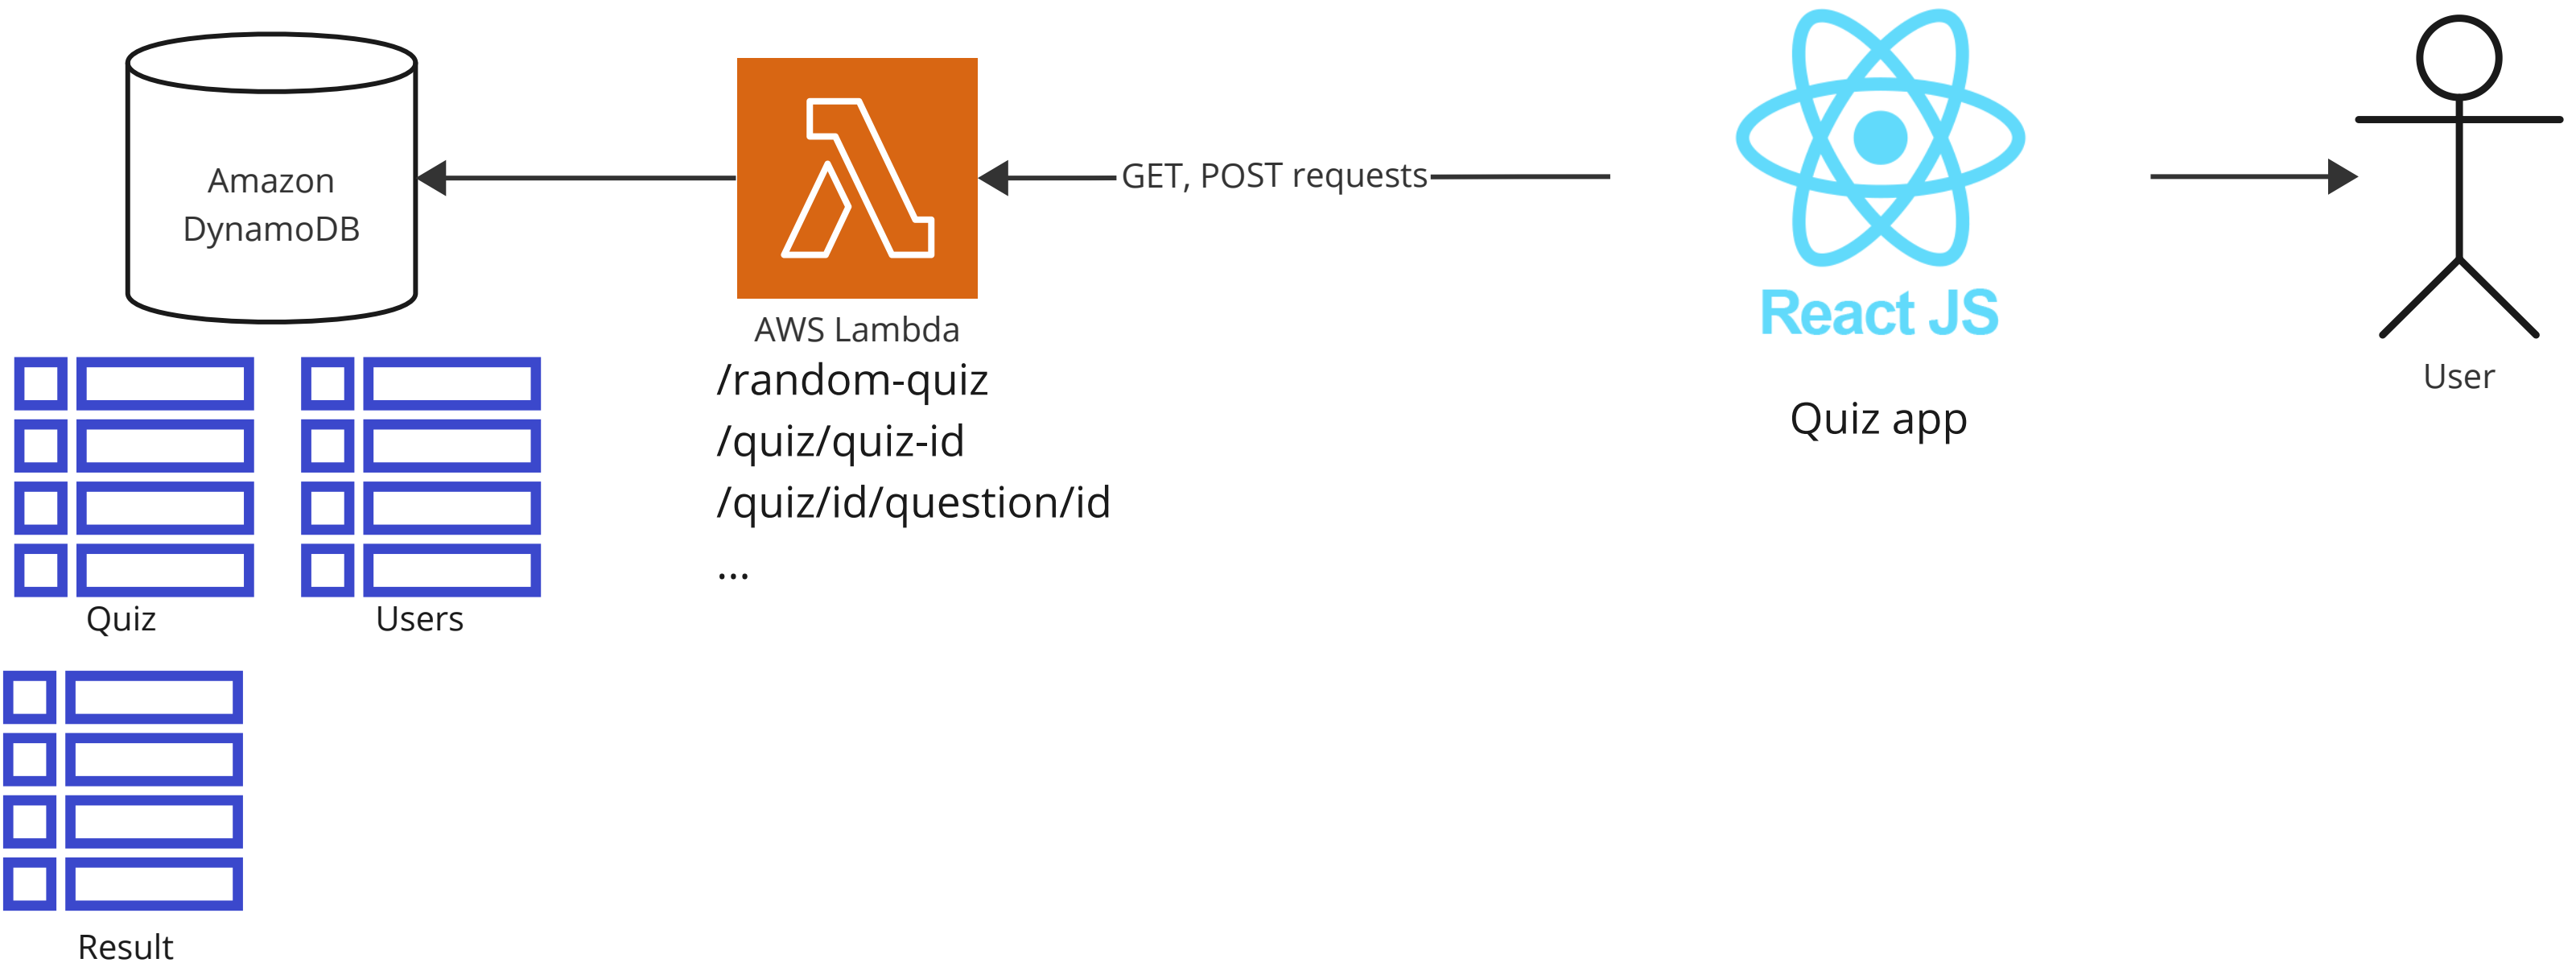 Amazon
DynamoDB
GET, POST requests
React JS
AWS Lambda
/random-quiz
/quiz/quiz-id
/quiz/id/question/id
...
Quiz app
User
Quiz
Users
Result